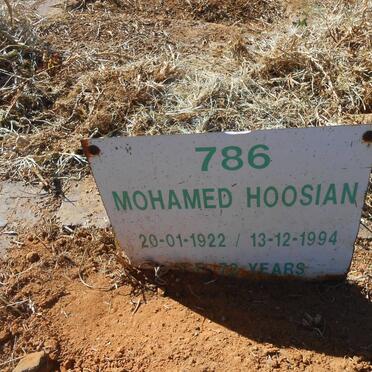 786
MOHAMED HOOSIAN
20-01-1922 / 13-12-1994
YEARS